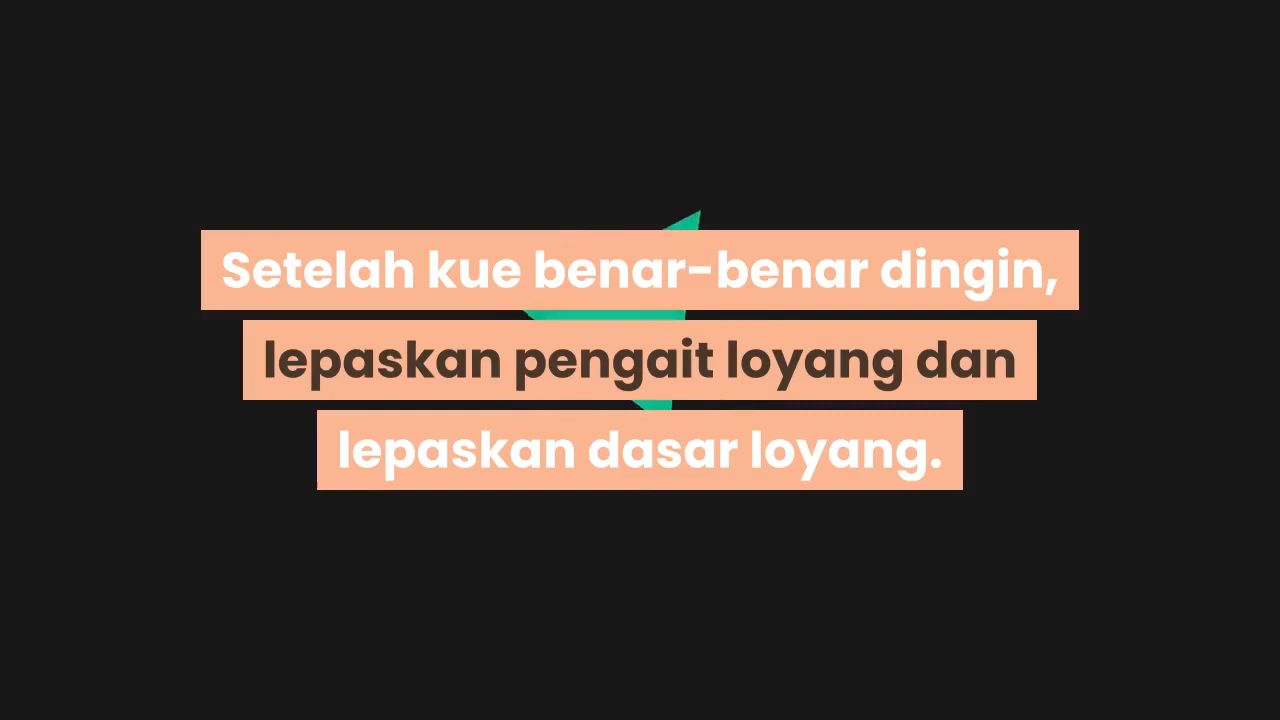 Setelah kue benar-benar dingin,
lepaskan pengait loyang dan
lepaskan dasar loyang.